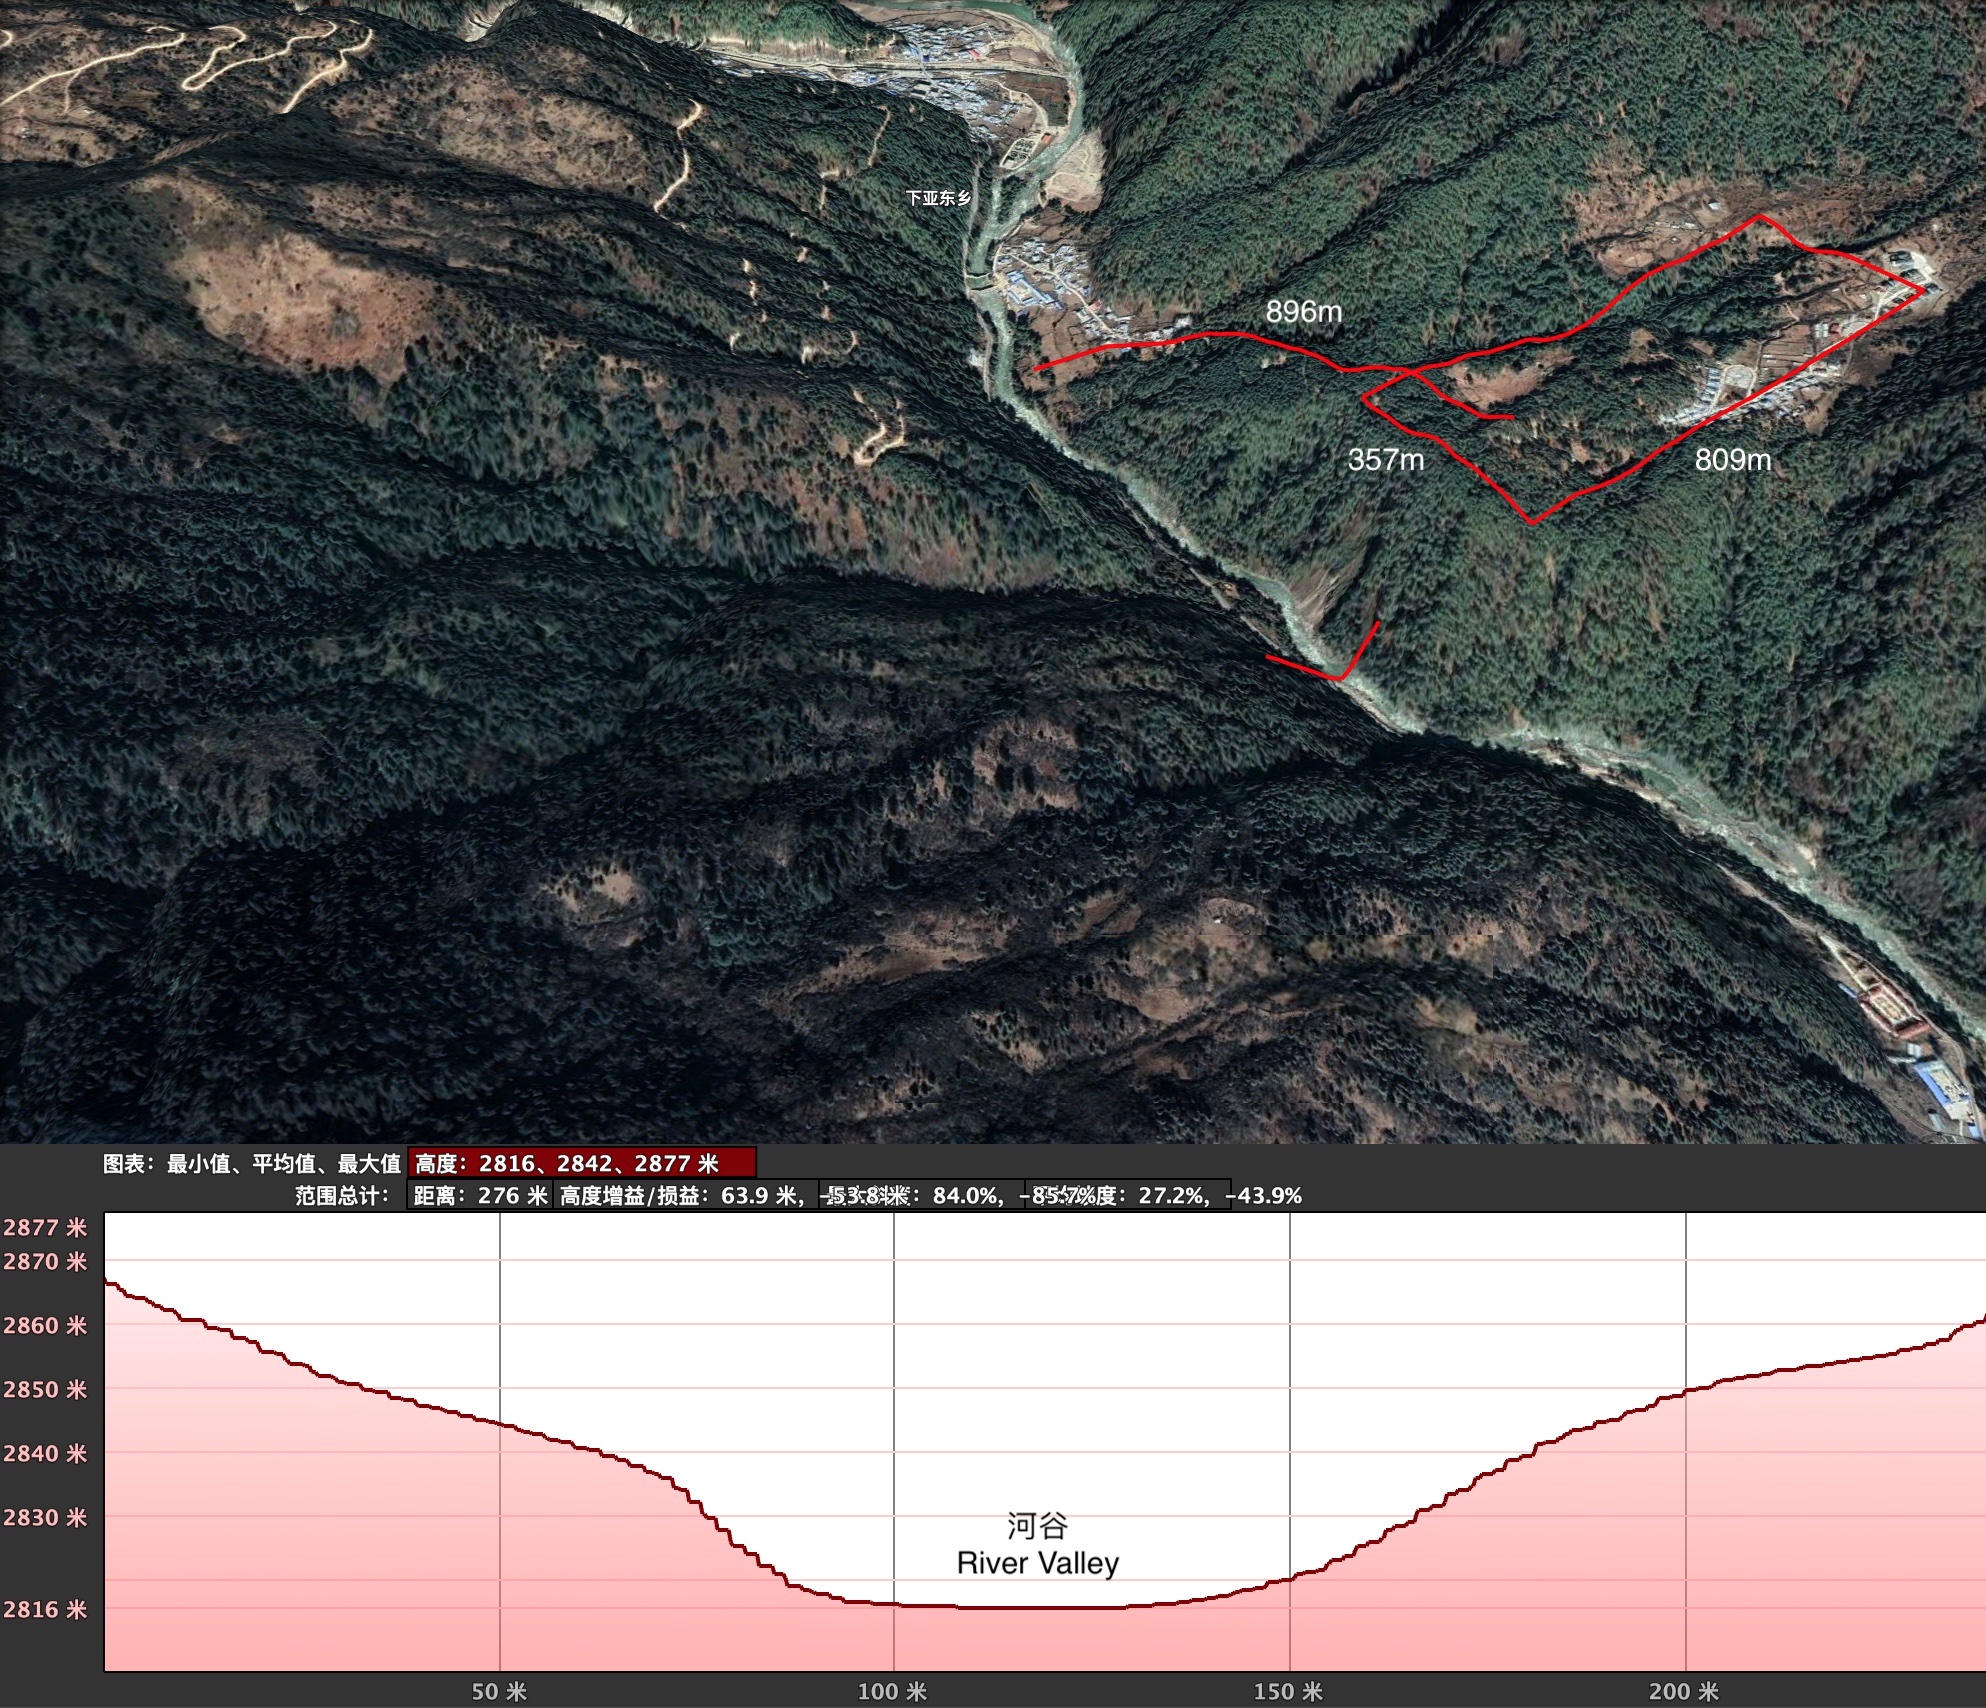 下亚东乡
896m
357m
809m
图表：最小值、平均值、最大值 高度：2816、2842、2877 米
范围总计： 距离：276 米 高度增益/损益：63.9 米，-53.8 米 84.0%，-85.7% 度：27.2%，-43.9%
2877 米
2870 米
2860 米
2850 米
2840 米
2830 米
河谷
River Valley
2816 米
50 米 100 米 150 米 200 米